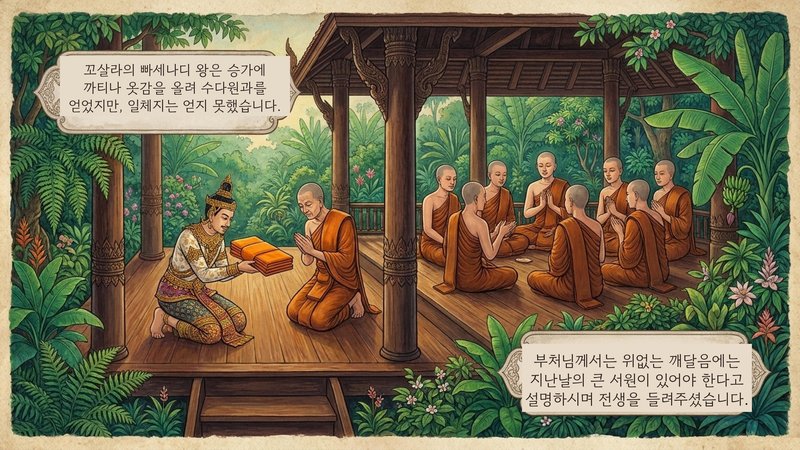 꼬살라의 빠세나디 왕은 승가에
까티나 옷감을 올려 수다원과를
얻었지만, 일체지는 얻지 못했습니다.
부처님께서는 위없는 깨달음에는
지난날의 큰 서원이 있어야 한다고
설명하시며 전생을 들려주셨습니다.